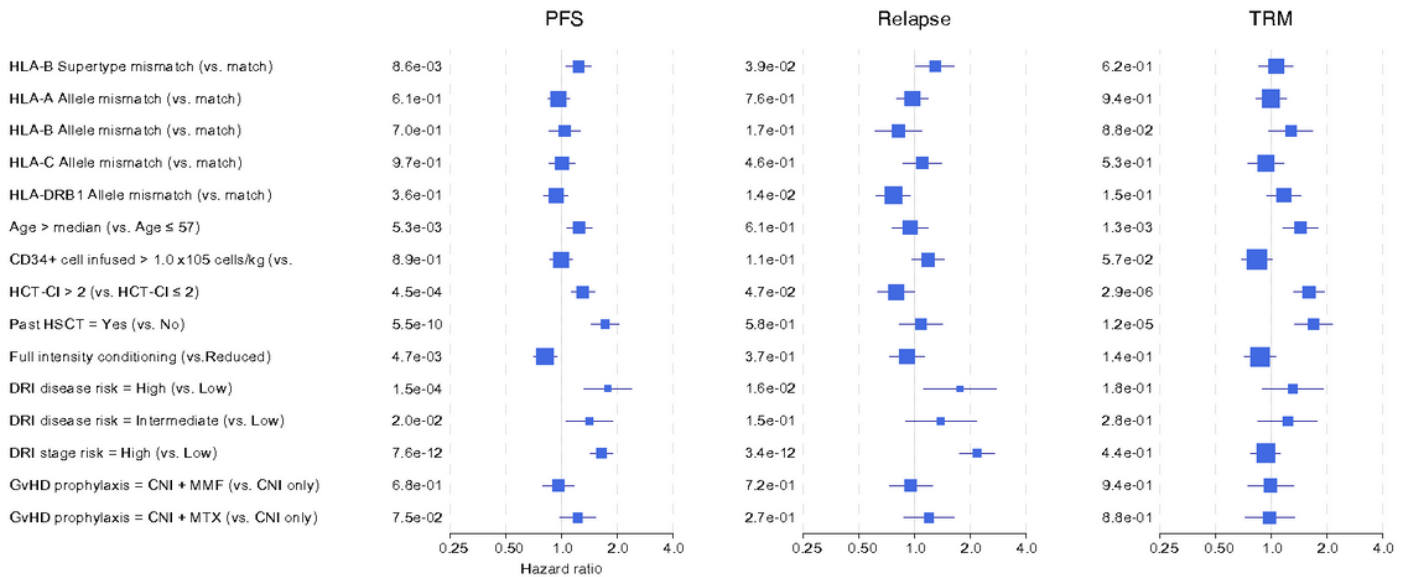 PFS Relapse TRM
HLA-B Supertype mismatch (vs. match) 8.6e-03 3.9e-02 6.2e-01
HLA-A Allele mismatch (vs. match) 6.1e-01 7.6e-01 9.4e-01
HLA-B Allele mismatch (vs. match) 7.0e-01 1.7e-01 8.8e-02
HLA-C Allele mismatch (vs. match) 9.7e-01 4.6e-01 5.3e-01
HLA-DRB1 Allele mismatch (vs. match) 3.6e-01 1.4e-02 1.5e-01
Age > median (vs. Age ≤ 57) 5.3e-03 6.1e-01 1.3e-03
CD34+ cell infused > 1.0 x105 cells/kg (vs. 8.9e-01 1.1e-01 5.7e-02
HCT-CI > 2 (vs. HCT-CI ≤ 2) 4.5e-04 4.7e-02 2.9e-06
Past HSCT = Yes (vs. No) 5.5e-10 5.8e-01 1.2e-05
Full intensity conditioning (vs.Reduced) 4.7e-03 3.7e-01 1.4e-01
DRI disease risk = High (vs. Low) 1.5e-04 1.6e-02 1.8e-01
DRI disease risk = Intermediate (vs. Low) 2.0e-02 1.5e-01 2.8e-01
DRI stage risk = High (vs. Low) 7.6e-12 3.4e-12 4.4e-01
GvHD prophylaxis = CNI + MMF (vs. CNI only) 6.8e-01 7.2e-01 9.4e-01
GvHD prophylaxis = CNI + MTX (vs. CNI only) 7.5e-02 2.7e-01 8.8e-01
0.25 0.50 1.0 2.0 4.0 0.25 0.50 1.0 2.0 4.0 0.25 0.50 1.0 2.0 4.0
Hazard ratio